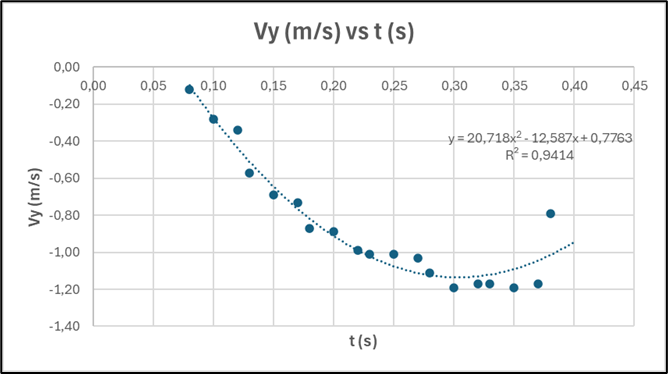 Vy (m/s) vs t (s)
0,00
0,00 0,05 0,10 0,15 0,20 0,25 0,30 0,35 0,40 0,45
-0,20
y = 20,718x² - 12,587x + 0,7763
-0,40
R² = 0,9414
-0,60
Vy (m/s)
-0,80
-1,00
-1,20
-1,40
t (s)